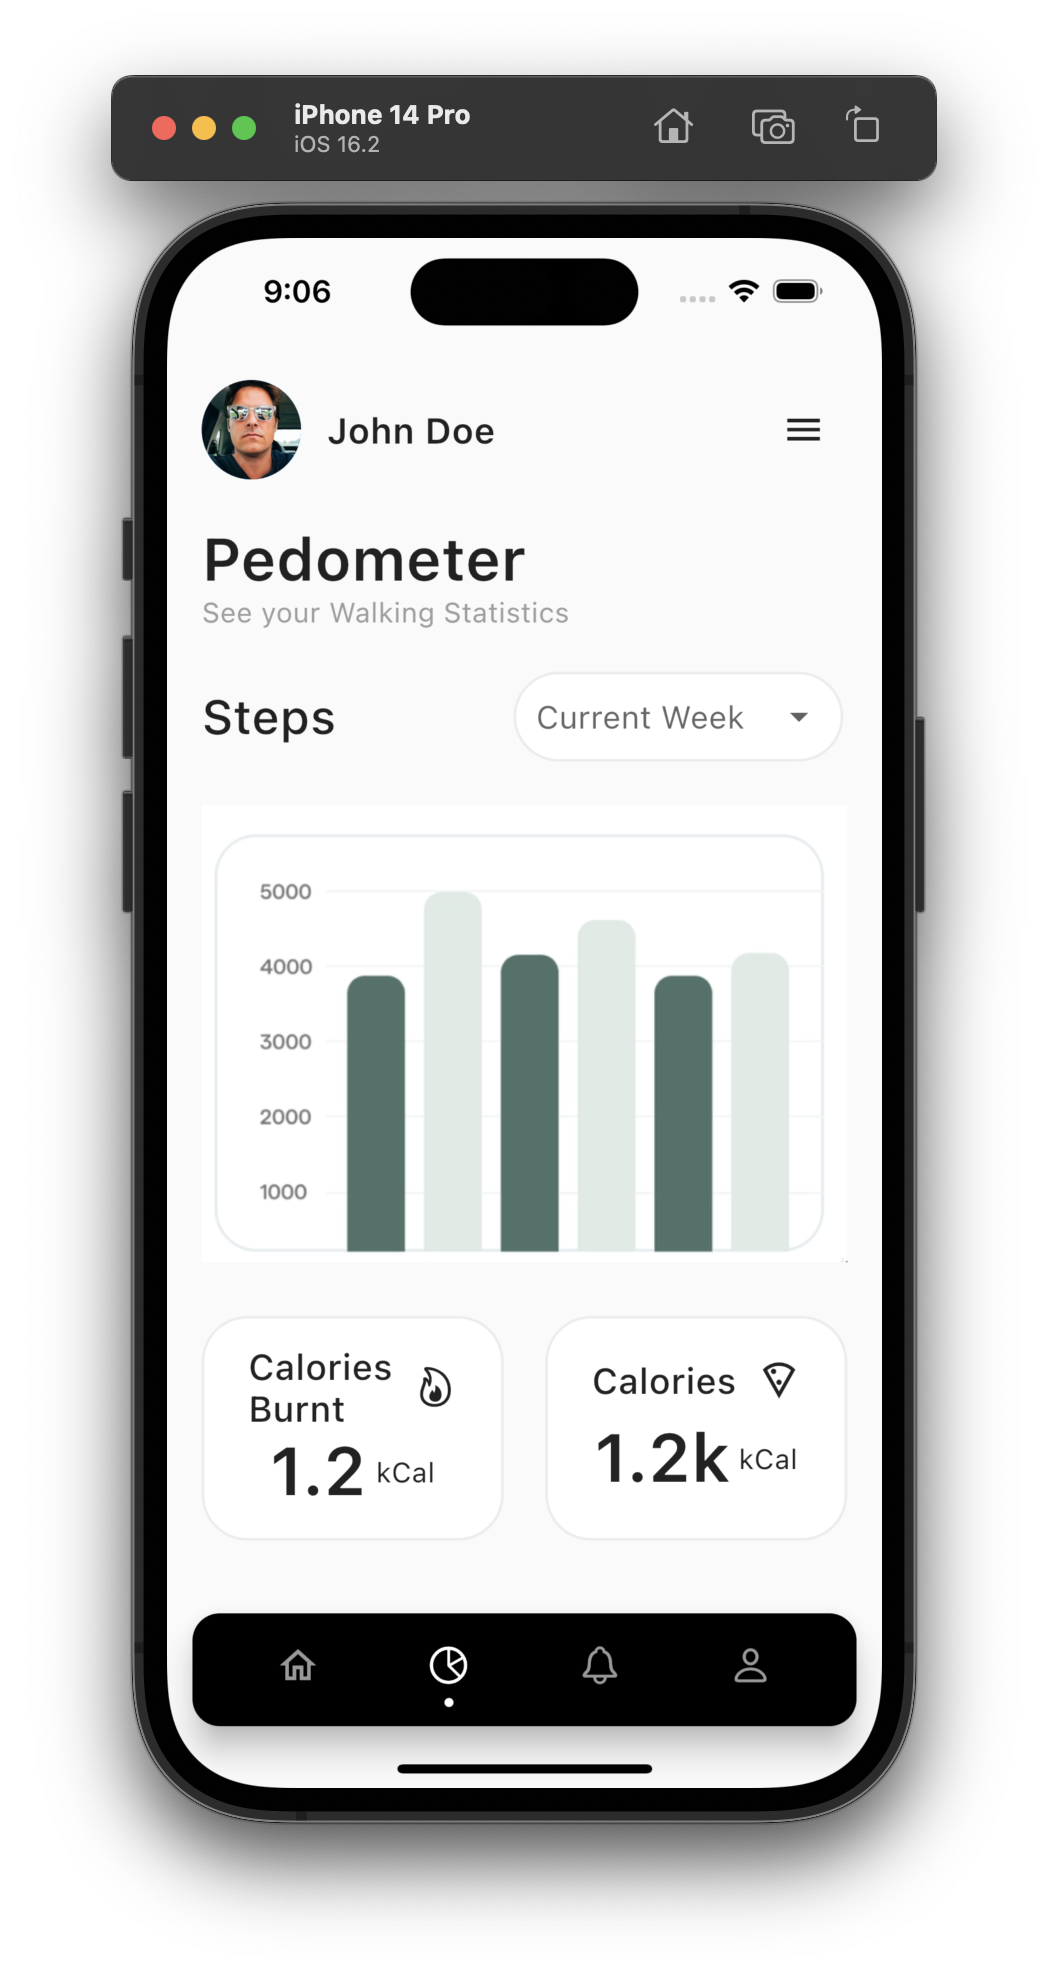 iPhone 14 Pro
iOS 16.2
9:06
John Doe
Pedometer
See your Walking Statistics
Steps
Current Week
5000
4000
3000
2000
1000
Calories
Burnt
1.2 kCal
Calories
1.2k kCal